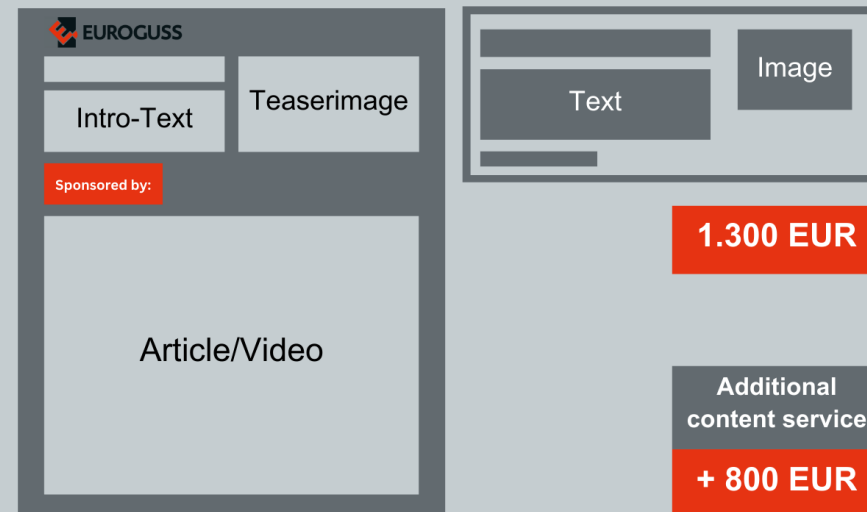 EUROGUSS
Intro-Text
Teaserimage
Sponsored by:
Article/Video
Text
Image
1.300 EUR
Additional
content service
+ 800 EUR